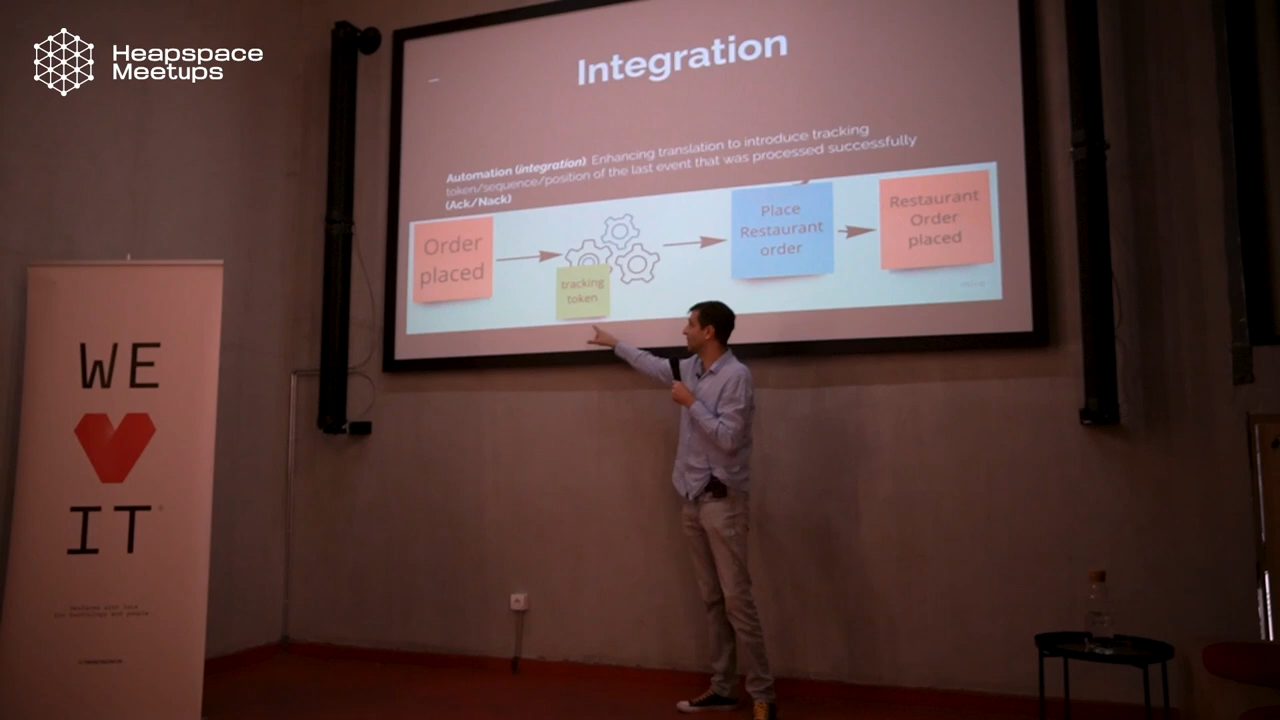 Heapspace
Meetups
Integration
Automation (integration) Enhancing translation to introduce tracking
token/sequence/position of the last event that was processed successfully
(Ack/Nack)
Order
placed
tracking
token
Place
Restaurant
order
Restaurant
Order
placed
WE
IT